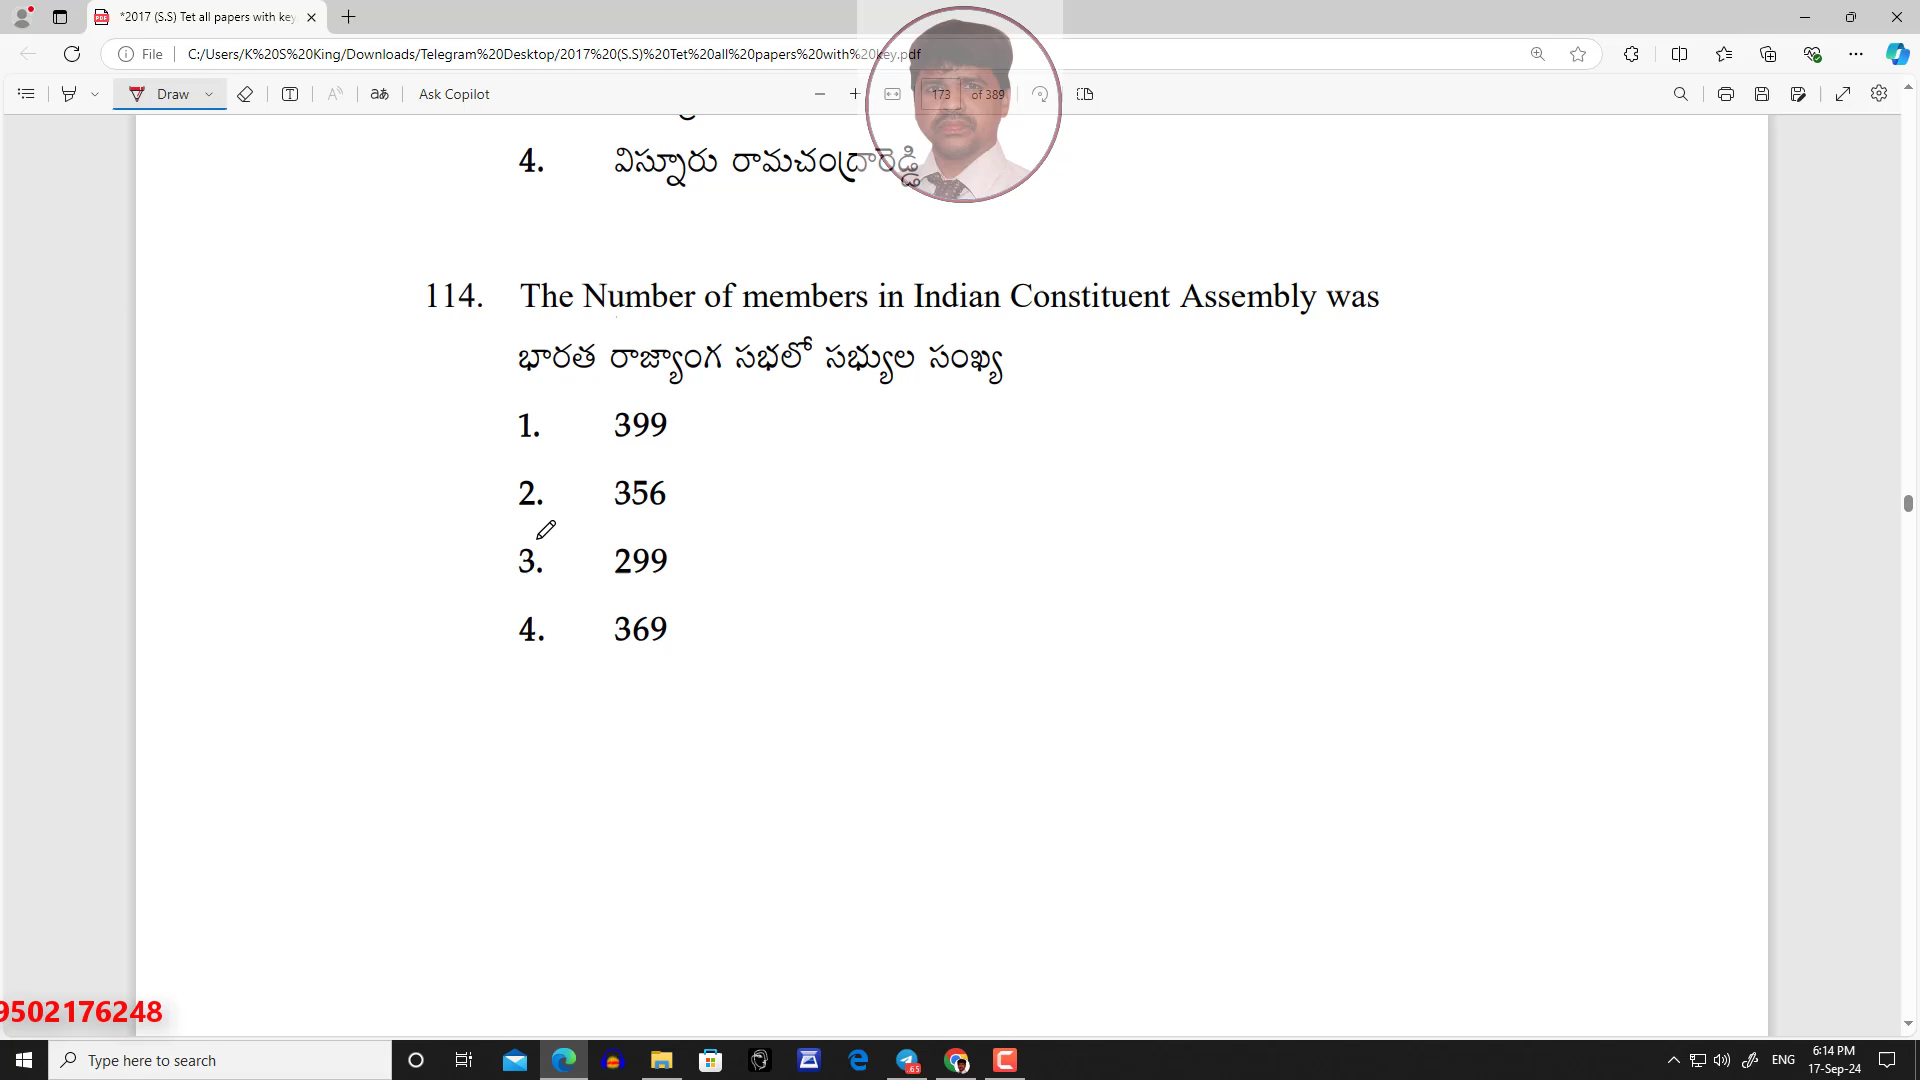 *2017 (S.S) Tet all papers with key
File
C:/Users/K%20S%20King/Downloads/Telegram%20Desktop/2017%20(S.S)%20Tet%20all%20papers%20with%20key.pdf
Draw
Ask Copilot
173 of 389
4. విస్నూరు రామచంద్రారెడ్డి
114. The Number of members in Indian Constituent Assembly was
భారత రాజ్యాంగ సభలో సభ్యుల సంఖ్య
1. 399
2. 356
3. 299
4. 369
9502176248
Type here to search
.65
ENG
6:14 PM
17-Sep-24